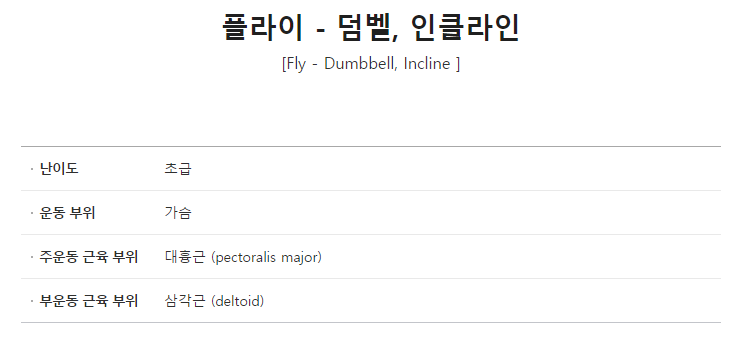 플라이 - 덤벨, 인클라인
[Fly - Dumbbell, Incline ]
· 난이도 초급
· 운동 부위 가슴
· 주운동 근육 부위 대흉근 (pectoralis major)
· 부운동 근육 부위 삼각근 (deltoid)